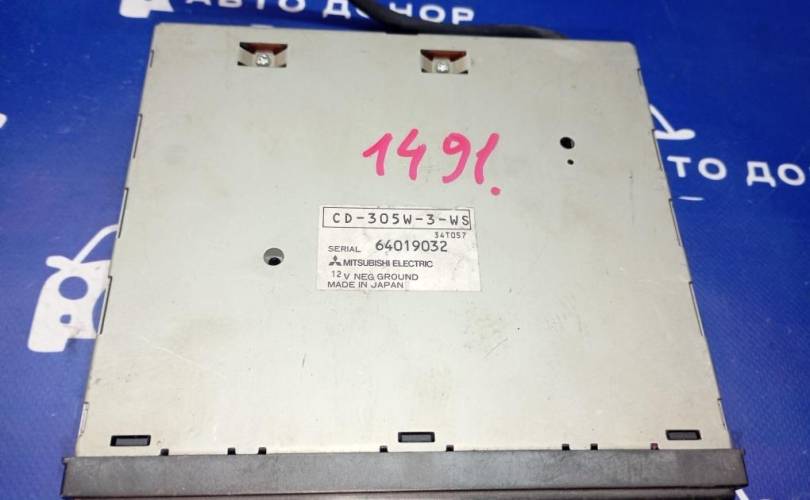 АВТО ДОНОР
1491.
ТО ДО
CD-305W-3-WS
34T057
SERIAL 64019032
MITSUBISHI ELECTRIC
12V NEG GROUND
MADE IN JAPAN